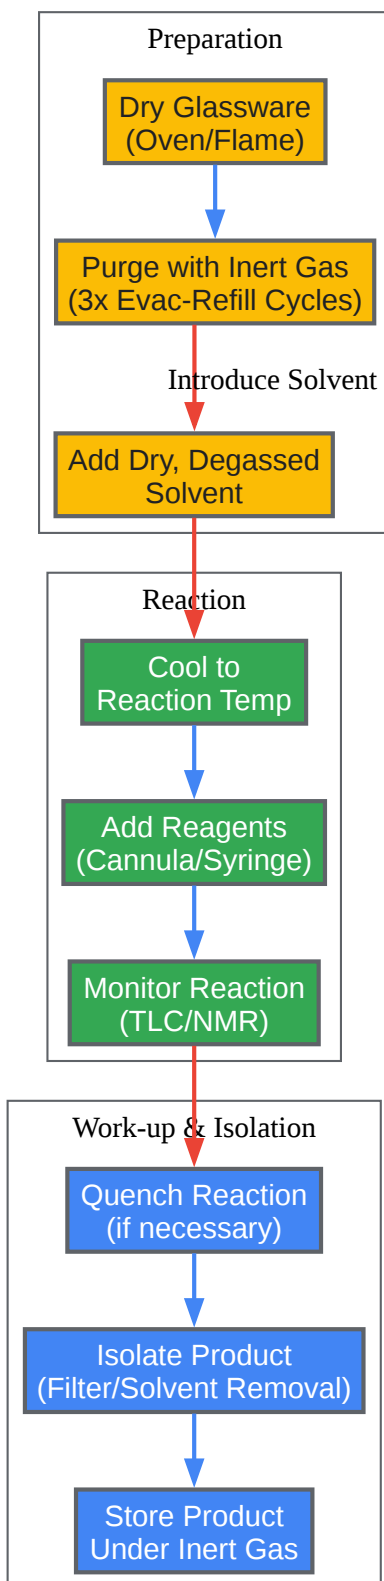 Preparation
Dry Glassware
(Oven/Flame)
Purge with Inert Gas
(3x Evac-Refill Cycles)
Introduce Solvent
Add Dry, Degassed
Solvent
Reaction
Cool to
Reaction Temp
Add Reagents
(Cannula/Syringe)
Monitor Reaction
(TLC/NMR)
Work-up & Isolation
Quench Reaction
(if necessary)
Isolate Product
(Filter/Solvent Removal)
Store Product
Under Inert Gas